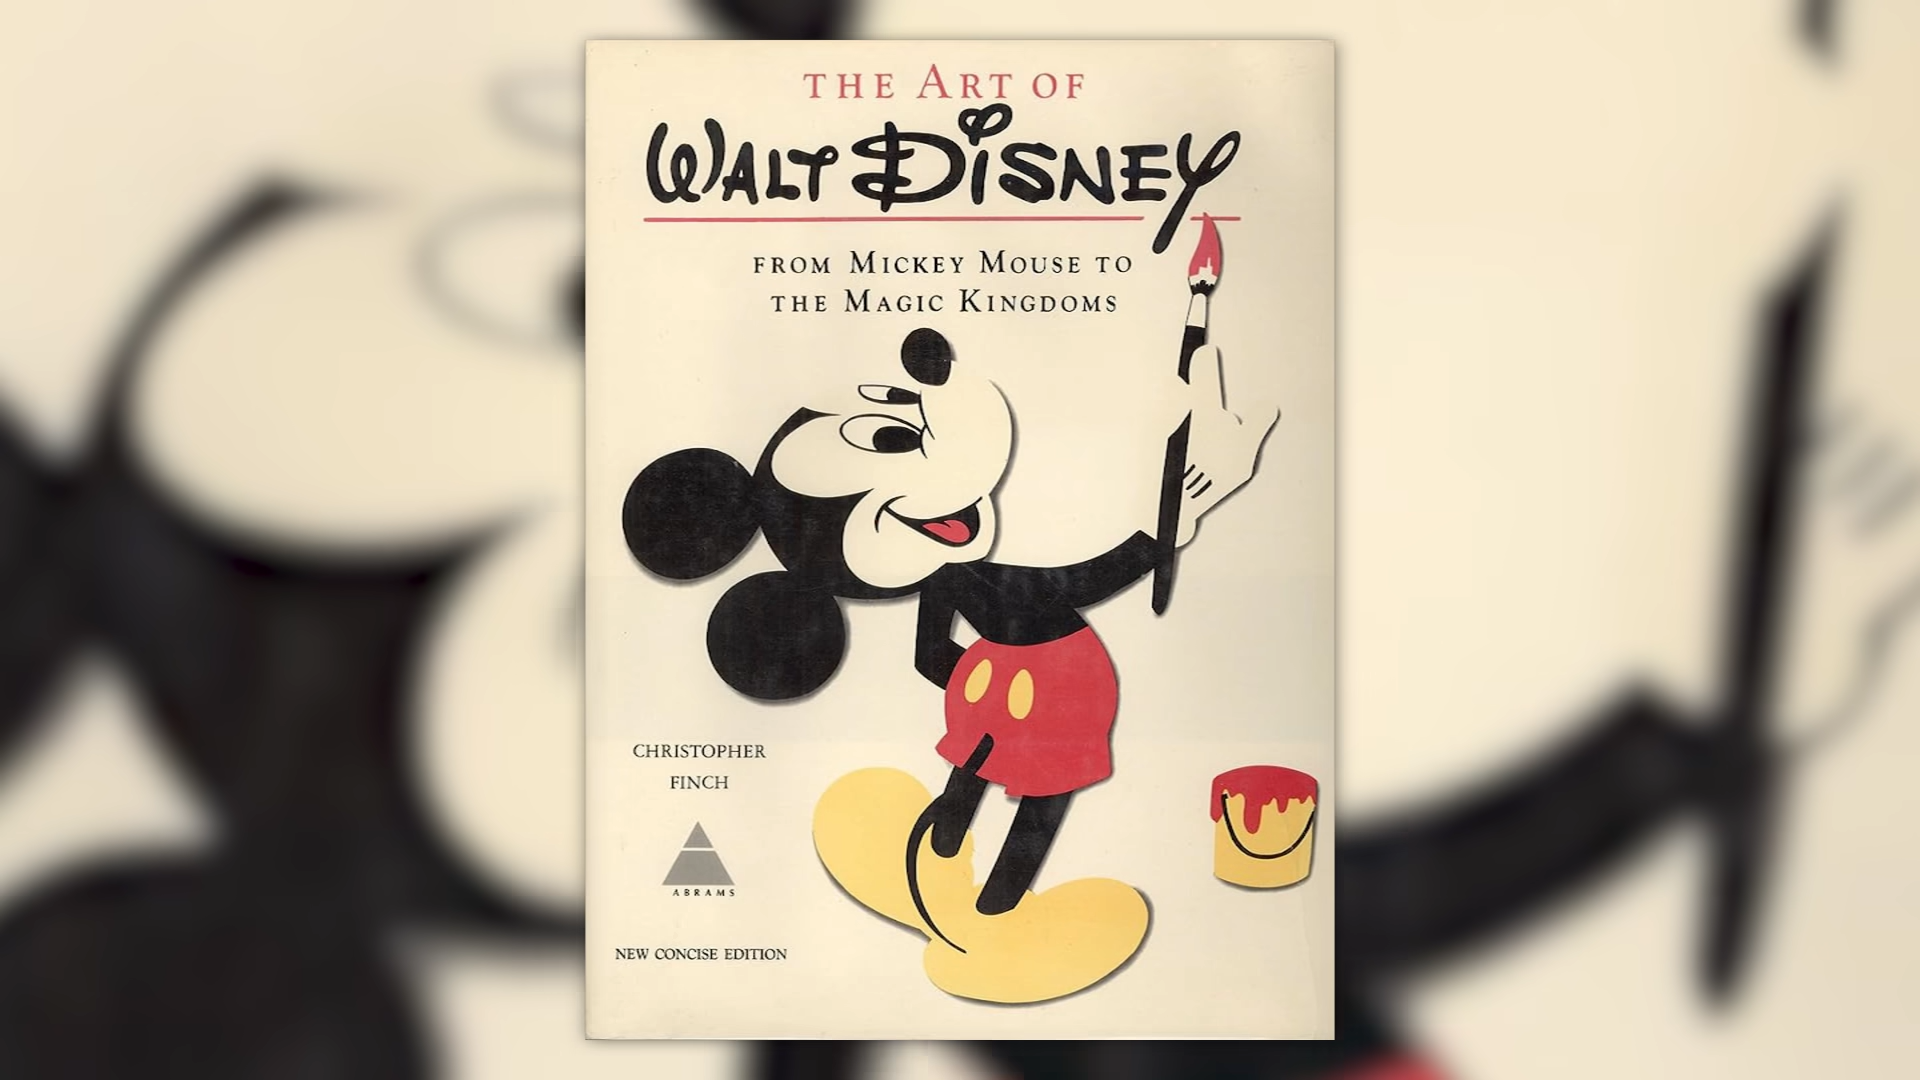 THE ART OF
WALT DISNEY
FROM MICKEY MOUSE TO
THE MAGIC KINGDOMS
CHRISTOPHER
FINCH
ABRAMS
NEW CONCISE EDITION